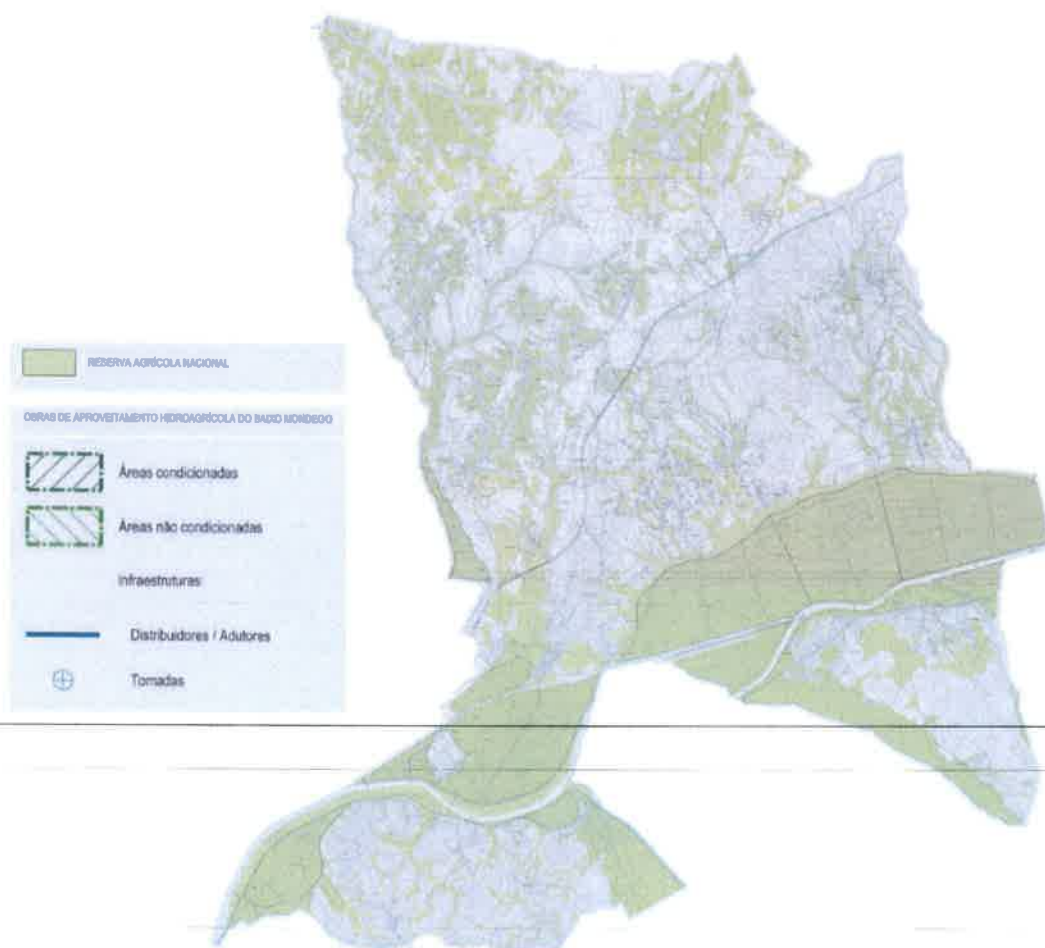 RESERVA AGRÍCOLA NACIONAL
OBRAS DE APROVEITAMENTO HIDROAGRÍCOLA DO BAIXO MONDEGO
Áreas condicionadas
Áreas não condicionadas
Infraestruturas
Distribuidores / Adutores
Tomadas